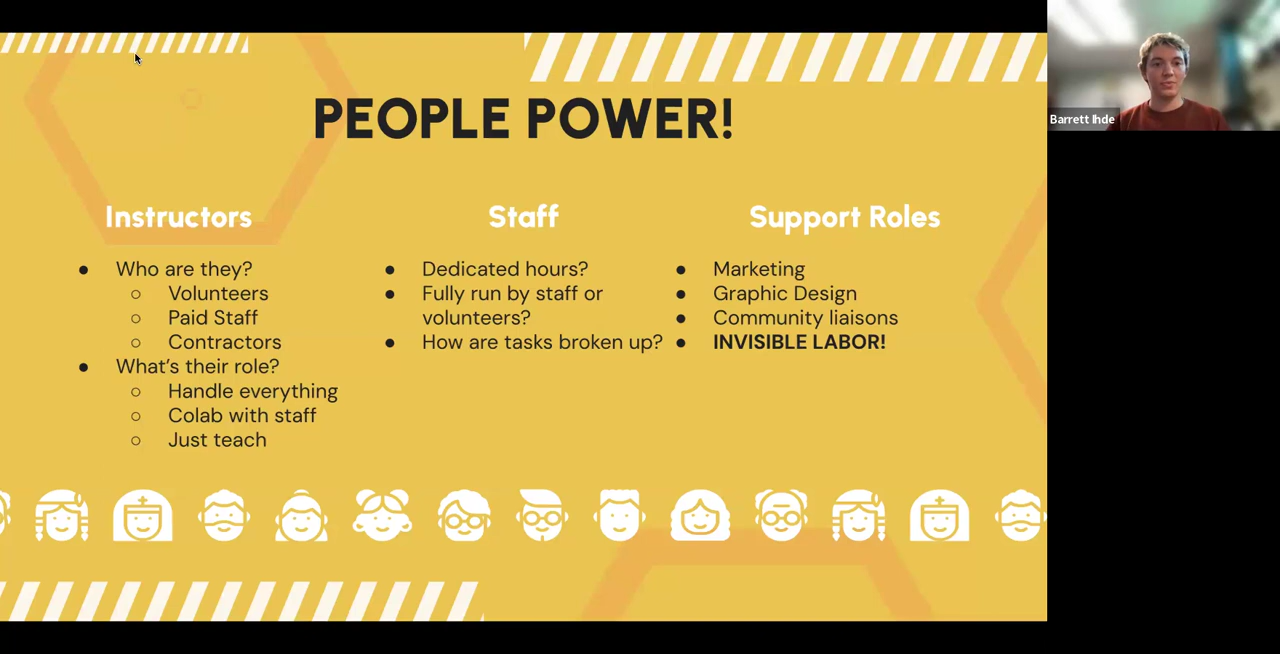 PEOPLE POWER!
Barrett Ihde
Instructors
● Who are they?
○ Volunteers
○ Paid Staff
○ Contractors
● What's their role?
○ Handle everything
○ Colab with staff
○ Just teach
Staff
● Dedicated hours?
● Fully run by staff or
volunteers?
● How are tasks broken up?
Support Roles
● Marketing
● Graphic Design
● Community liaisons
● INVISIBLE LABOR!